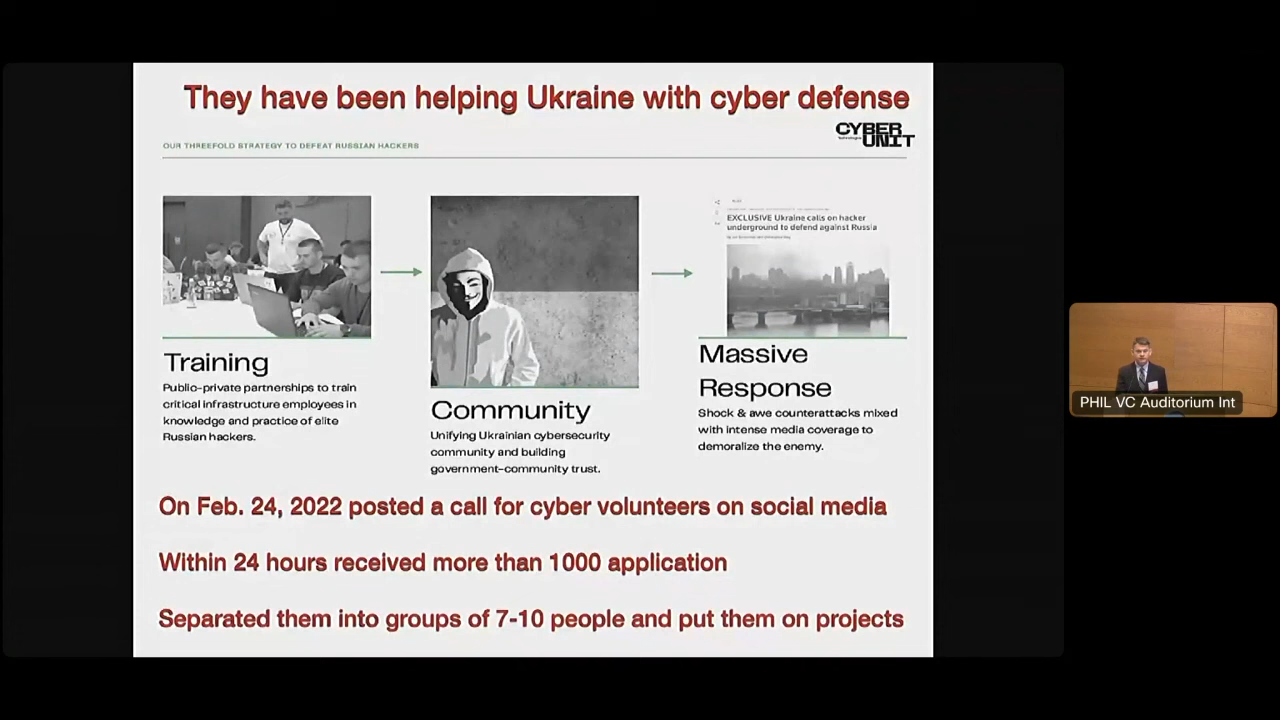 They have been helping Ukraine with cyber defense
CYBER
UNIT
OUR THREEFOLD STRATEGY TO DEFEAT RUSSIAN HACKERS
EXCLUSIVE Ukraine calls on hacker
underground to defend against Russia
Training
Public-private partnerships to train
critical infrastructure employees in
knowledge and practice of elite
Russian hackers.
Community
Unifying Ukrainian cybersecurity
community and building
government-community trust.
Massive
Response
Shock & awe counterattacks mixed
with intense media coverage to
demoralize the enemy.
On Feb. 24, 2022 posted a call for cyber volunteers on social media
Within 24 hours received more than 1000 application
Separated them into groups of 7-10 people and put them on projects
PHIL VC Auditorium Int